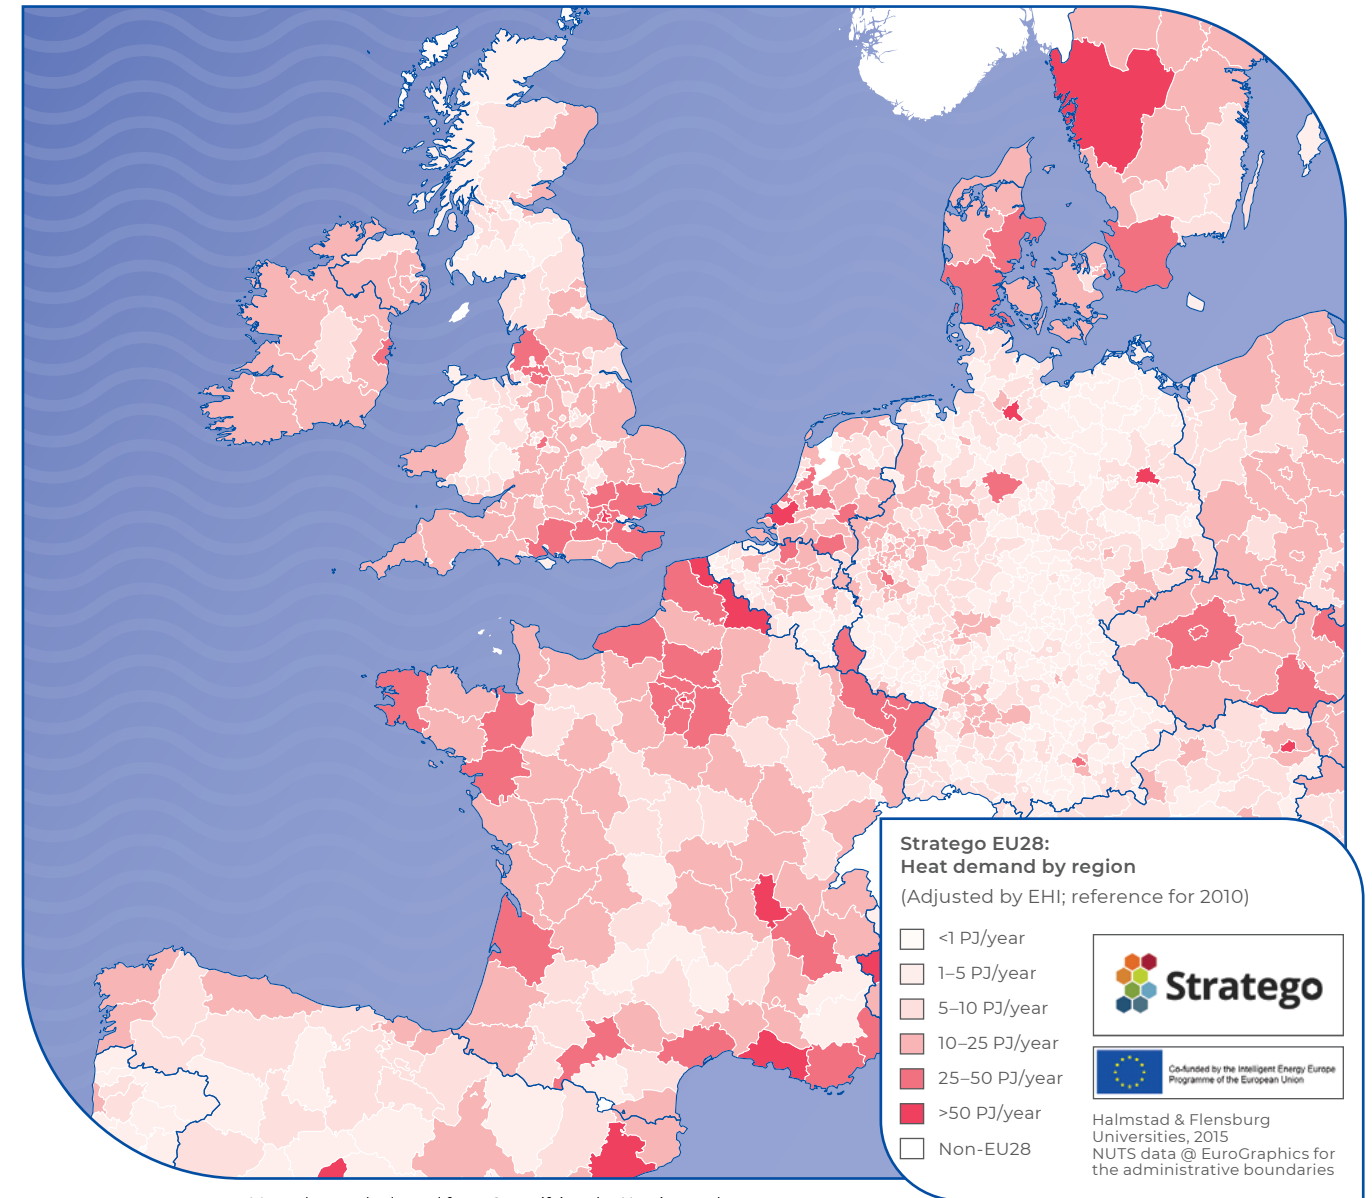 Stratego EU28:
Heat demand by region
(Adjusted by EHI; reference for 2010)
<1 PJ/year
1–5 PJ/year
5–10 PJ/year
10–25 PJ/year
25–50 PJ/year
>50 PJ/year
Non-EU28
Stratego
Co-funded by the Intelligent Energy Europe
Programme of the European Union
Halmstad & Flensburg
Universities, 2015
NUTS data @ EuroGraphics for
the administrative boundaries